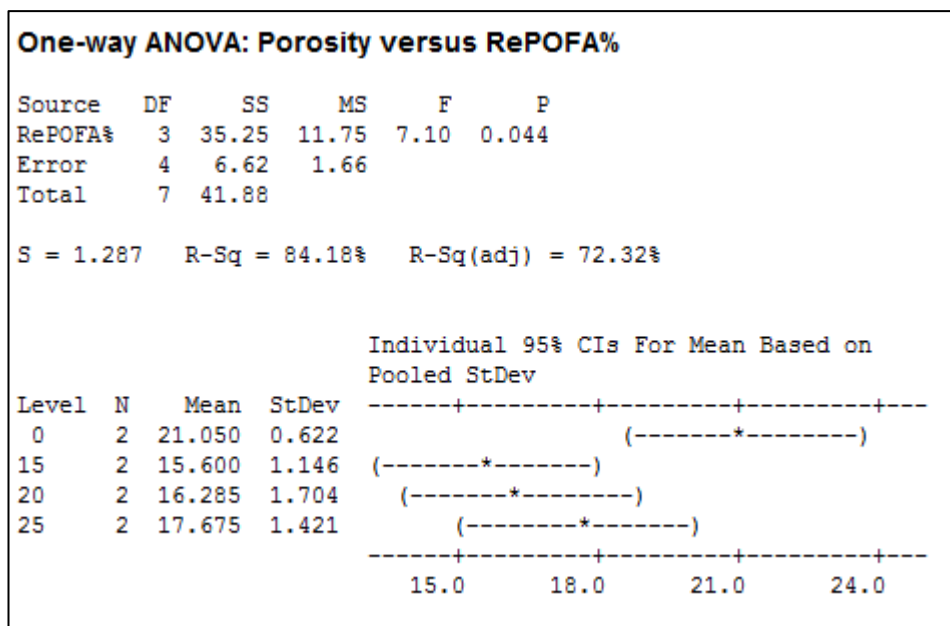 One-way ANOVA: Porosity versus RePOFA%
Source   DF     SS     MS     F      P
RePOFA%   3  35.25  11.75  7.10  0.044
Error     4   6.62   1.66
Total     7  41.88
S = 1.287   R-Sq = 84.18%   R-Sq(adj) = 72.32%
Individual 95% CIs For Mean Based on
Pooled StDev
Level  N    Mean  StDev  ------+---------+---------+---------+---
 0     2  21.050  0.622                    (-------*--------)
15     2  15.600  1.146  (-------*-------)
20     2  16.285  1.704    (-------*--------)
25     2  17.675  1.421        (--------*-------)
------+---------+---------+---------+---
15.0      18.0      21.0      24.0